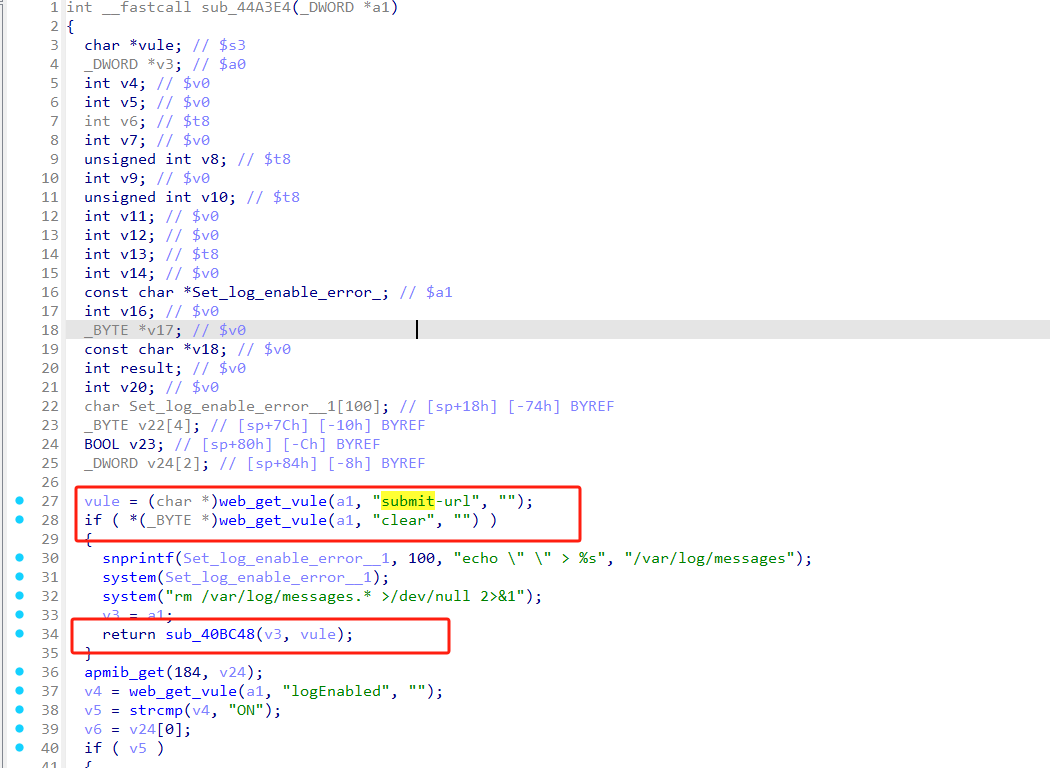 1 int __fastcall sub_44A3E4(_DWORD *a1)
2 {
3 char *vule; // $s3
4 _DWORD *v3; // $a0
5 int v4; // $v0
6 int v5; // $v0
7 int v6; // $t8
8 int v7; // $v0
9 unsigned int v8; // $t8
10 int v9; // $v0
11 unsigned int v10; // $t8
12 int v11; // $v0
13 int v12; // $v0
14 int v13; // $t8
15 int v14; // $v0
16 const char *Set_log_enable_error_; // $a1
17 int v16; // $v0
18 _BYTE *v17; // $v0
19 const char *v18; // $v0
20 int result; // $v0
21 int v20; // $v0
22 char Set_log_enable_error__1[100]; // [sp+18h] [-74h] BYREF
23 _BYTE v22[4]; // [sp+7Ch] [-10h] BYREF
24 BOOL v23; // [sp+80h] [-Ch] BYREF
25 _DWORD v24[2]; // [sp+84h] [-8h] BYREF
26
27 vule = (char *)web_get_vule(a1, "submit-url", "");
28 if ( *(_BYTE *)web_get_vule(a1, "clear", "") )
29 {
30 snprintf(Set_log_enable_error__1, 100, "echo \" \" > %s", "/var/log/messages");
31 system(Set_log_enable_error__1);
32 system("rm /var/log/messages.* >/dev/null 2>&1");
33 v3 = a1;
34 return sub_40BC48(v3, vule);
35 }
36 apmib_get(184, v24);
37 v4 = web_get_vule(a1, "logEnabled", "");
38 v5 = strcmp(v4, "ON");
39 v6 = v24[0];
40 if ( v5 )
41 {